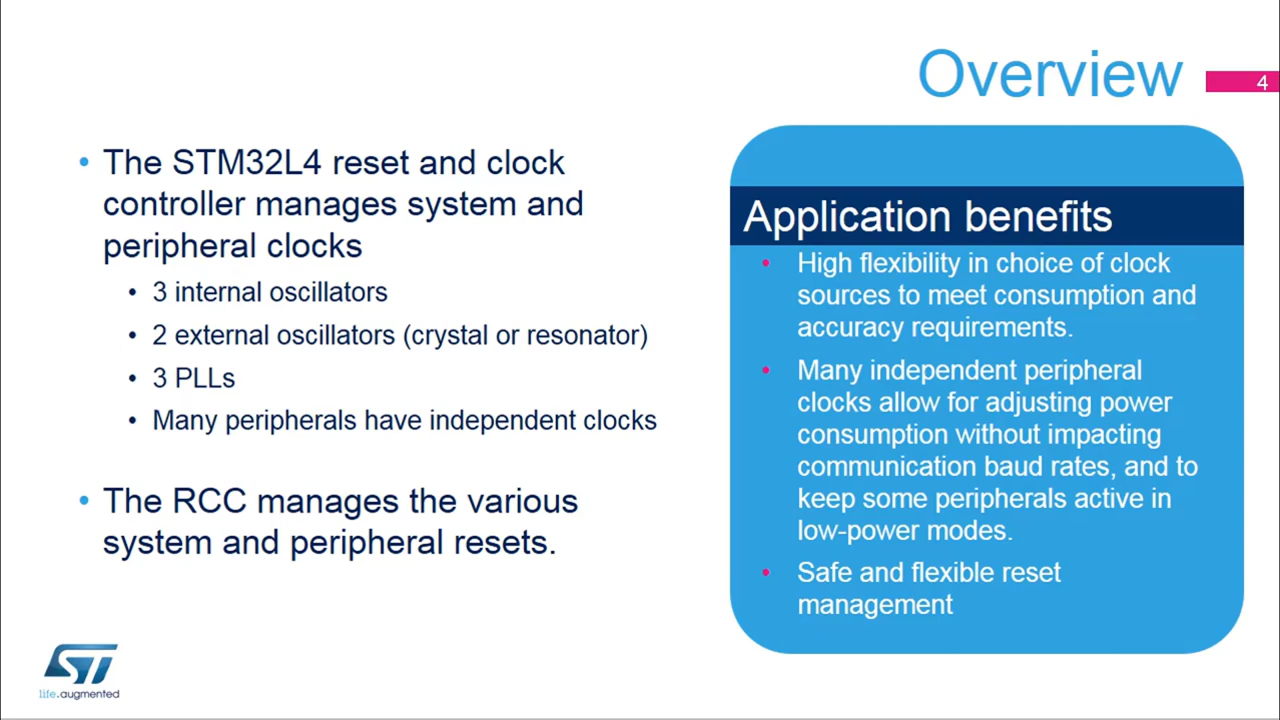 Overview
4
• The STM32L4 reset and clock
controller manages system and
peripheral clocks
• 3 internal oscillators
• 2 external oscillators (crystal or resonator)
• 3 PLLs
• Many peripherals have independent clocks
• The RCC manages the various
system and peripheral resets.
Application benefits
• High flexibility in choice of clock
sources to meet consumption and
accuracy requirements.
• Many independent peripheral
clocks allow for adjusting power
consumption without impacting
communication baud rates, and to
keep some peripherals active in
low-power modes.
• Safe and flexible reset
management
ST
life.augmented